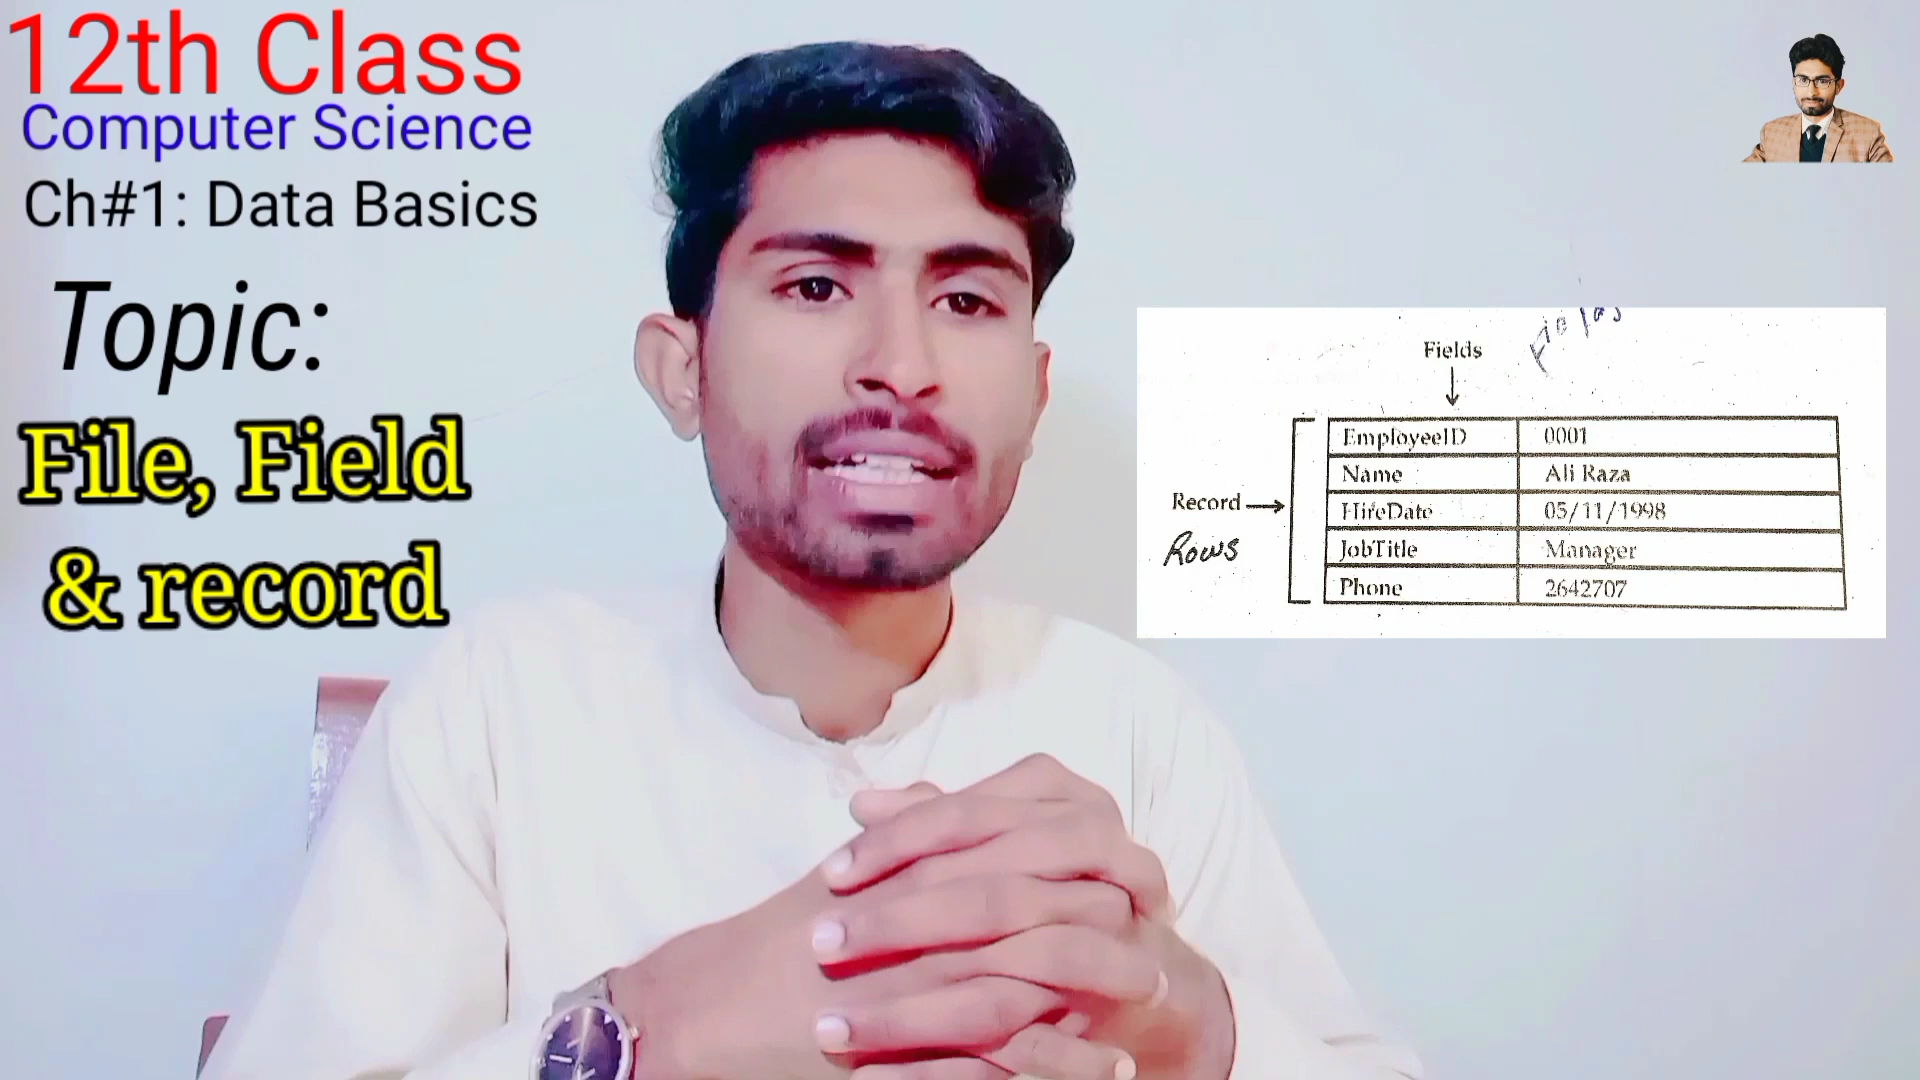 12th Class
Computer Science
Ch#1: Data Basics
Topic:
File, Field
& record
Fields
Fields
EmployeeID 0001
Name Ali Raza
Record
HireDate 05/11/1998
Rows
JobTitle Manager
Phone 2642707